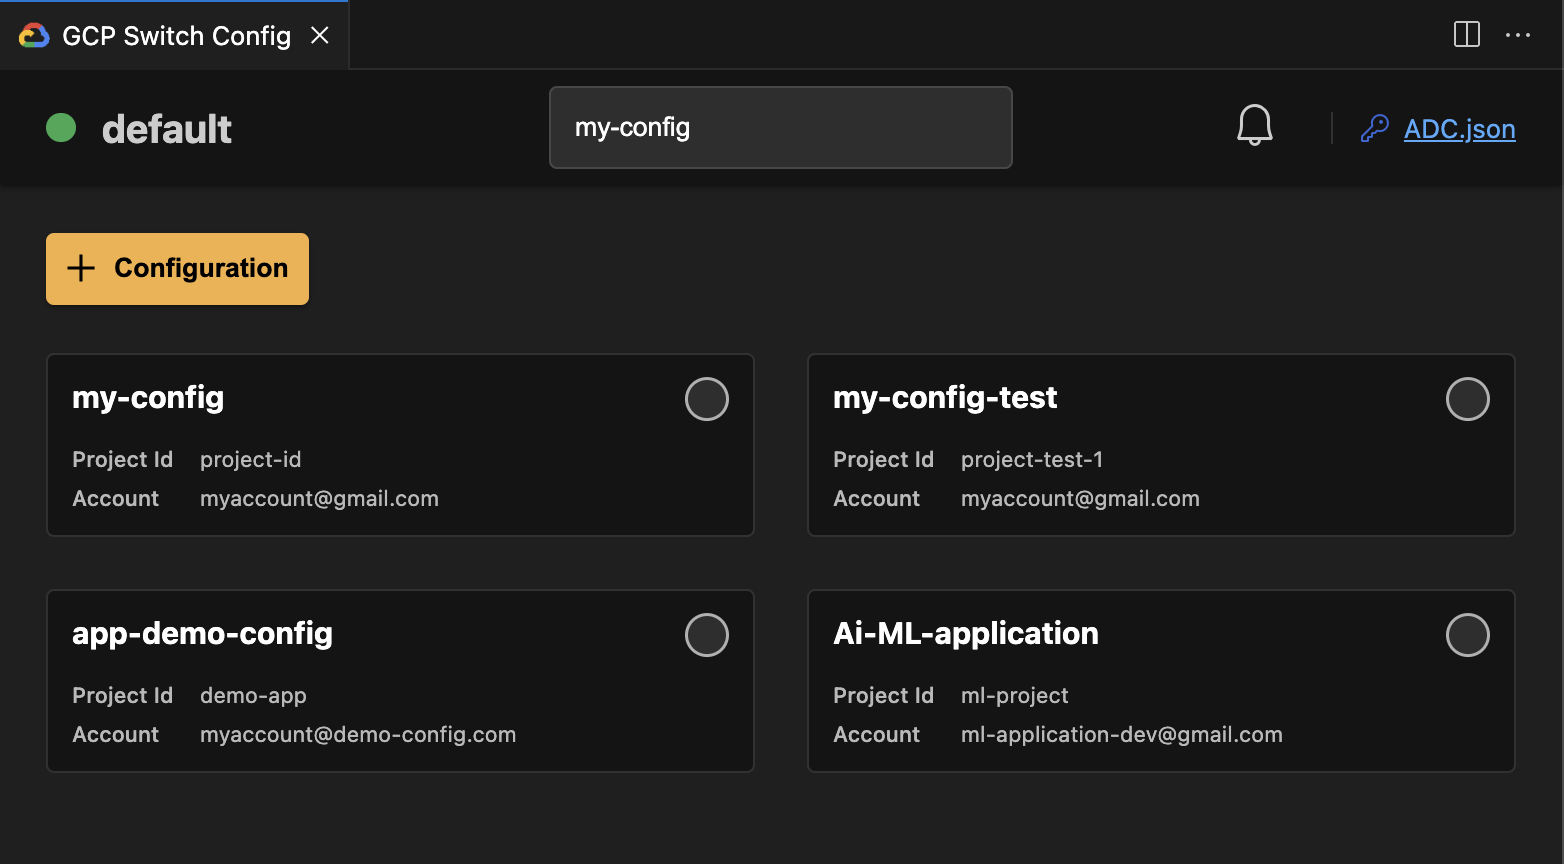 GCP Switch Config
default
my-config
ADC.json
Configuration
my-config
Project Id project-id
Account myaccount@gmail.com
my-config-test
Project Id project-test-1
Account myaccount@gmail.com
app-demo-config
Project Id demo-app
Account myaccount@demo-config.com
Ai-ML-application
Project Id ml-project
Account ml-application-dev@gmail.com